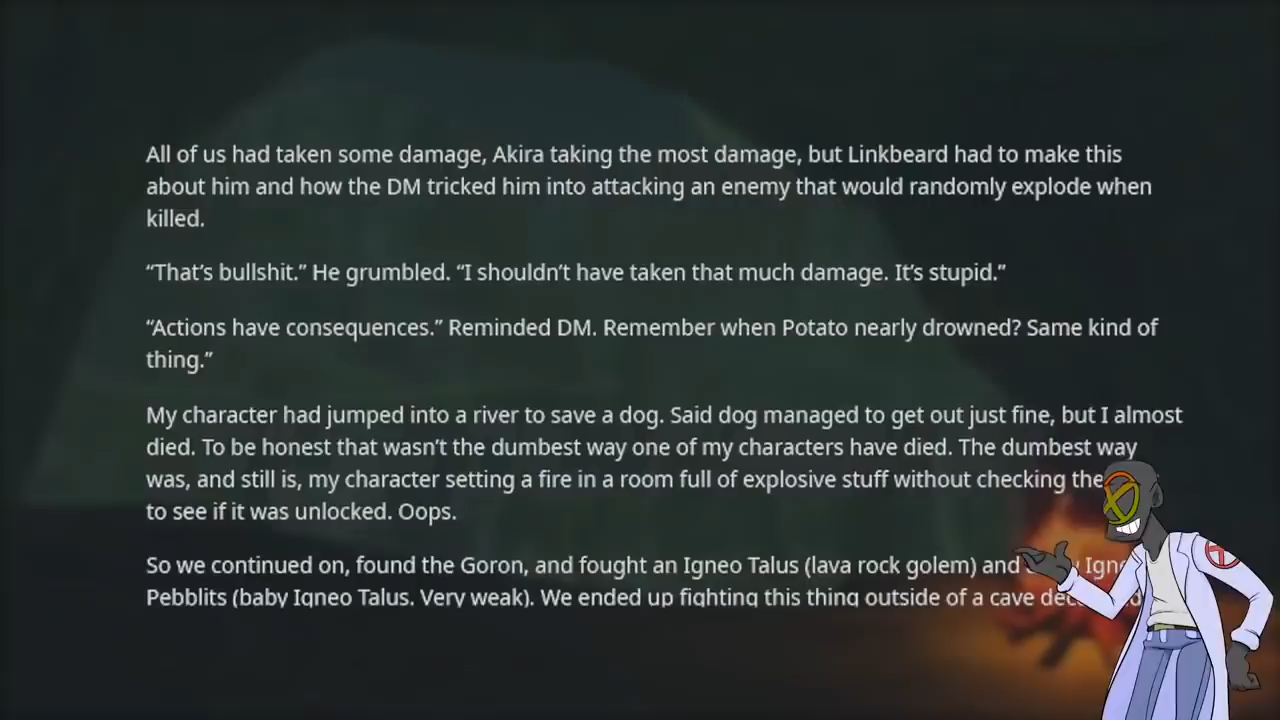 All of us had taken some damage, Akira taking the most damage, but Linkbeard had to make this
about him and how the DM tricked him into attacking an enemy that would randomly explode when
killed.
“That’s bullshit.” He grumbled. “I shouldn’t have taken that much damage. It’s stupid.”
“Actions have consequences.” Reminded DM. Remember when Potato nearly drowned? Same kind of
thing.”
My character had jumped into a river to save a dog. Said dog managed to get out just fine, but I almost
died. To be honest that wasn’t the dumbest way one of my characters have died. The dumbest way
was, and still is, my character setting a fire in a room full of explosive stuff without checking the
to see if it was unlocked. Oops.
So we continued on, found the Goron, and fought an Igneo Talus (lava rock golem) and
Pebblits (baby Igneo Talus. Very weak). We ended up fighting this thing outside of a cave